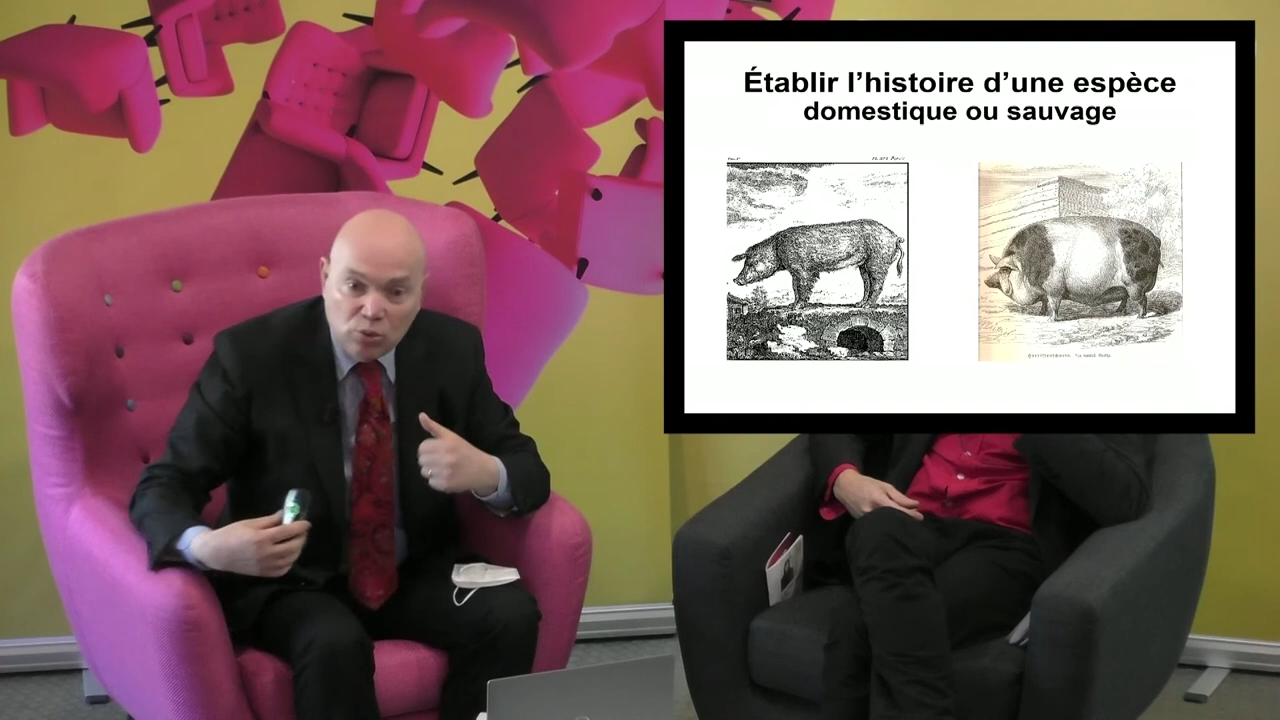 Établir l’histoire d’une espèce
domestique ou sauvage